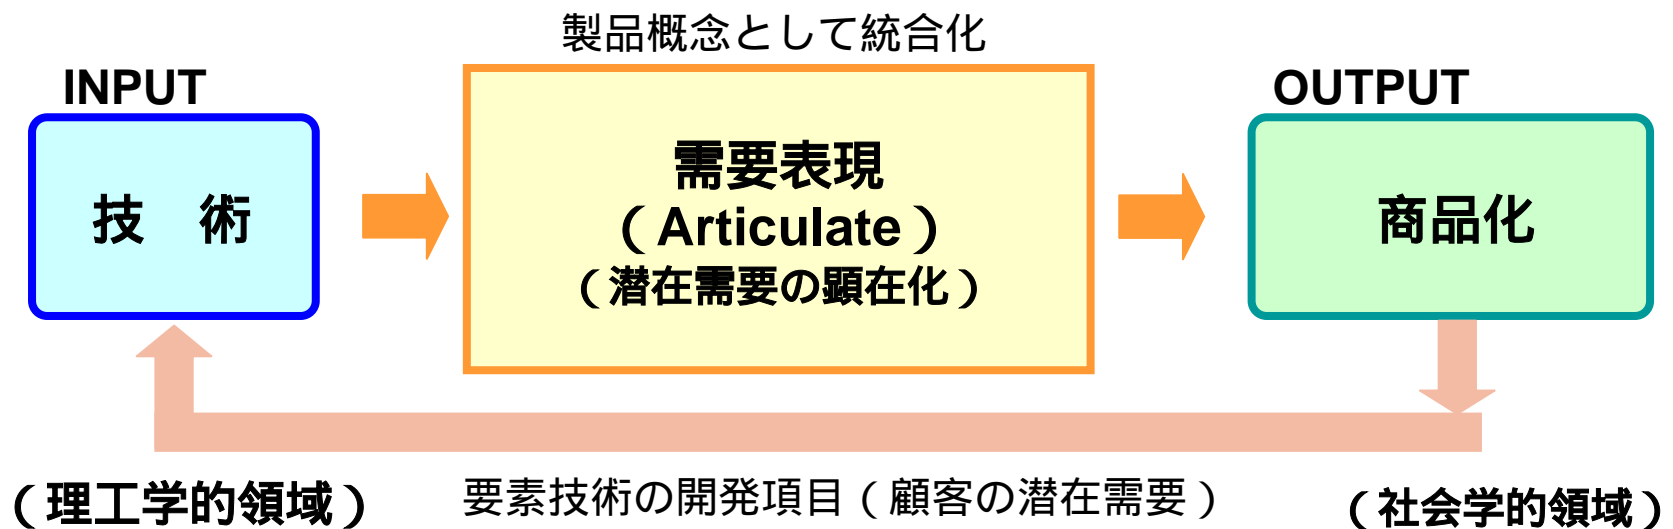 製品概念として統合化
INPUT
OUTPUT
技　術
需要表現
（Articulate）
（潜在需要の顕在化）
商品化
（理工学的領域）
要素技術の開発項目（顧客の潜在需要）
（社会学的領域）